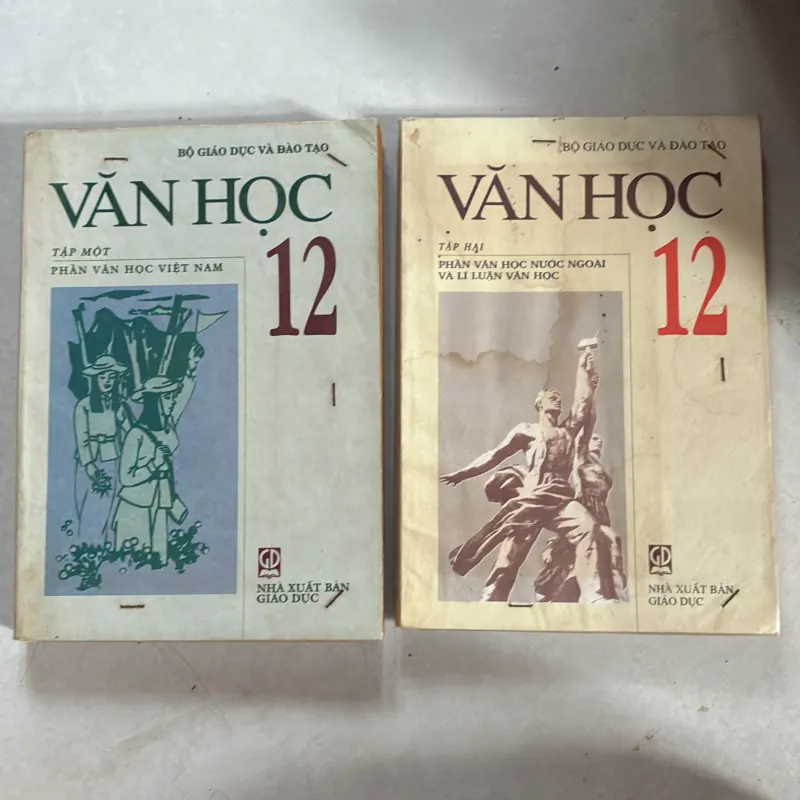 BỘ GIÁO DỤC VÀ ĐÀO TẠO
VĂN HỌC
TẬP MỘT
PHẦN VĂN HỌC VIỆT NAM
12
GD
NHÀ XUẤT BẢN
GIÁO DỤC
BỘ GIÁO DỤC VÀ ĐÀO TẠO
VĂN HỌC
TẬP HAI
PHẦN VĂN HỌC NƯỚC NGOÀI
VÀ LÍ LUẬN VĂN HỌC
12
GD
NHÀ XUẤT BẢN
GIÁO DỤC